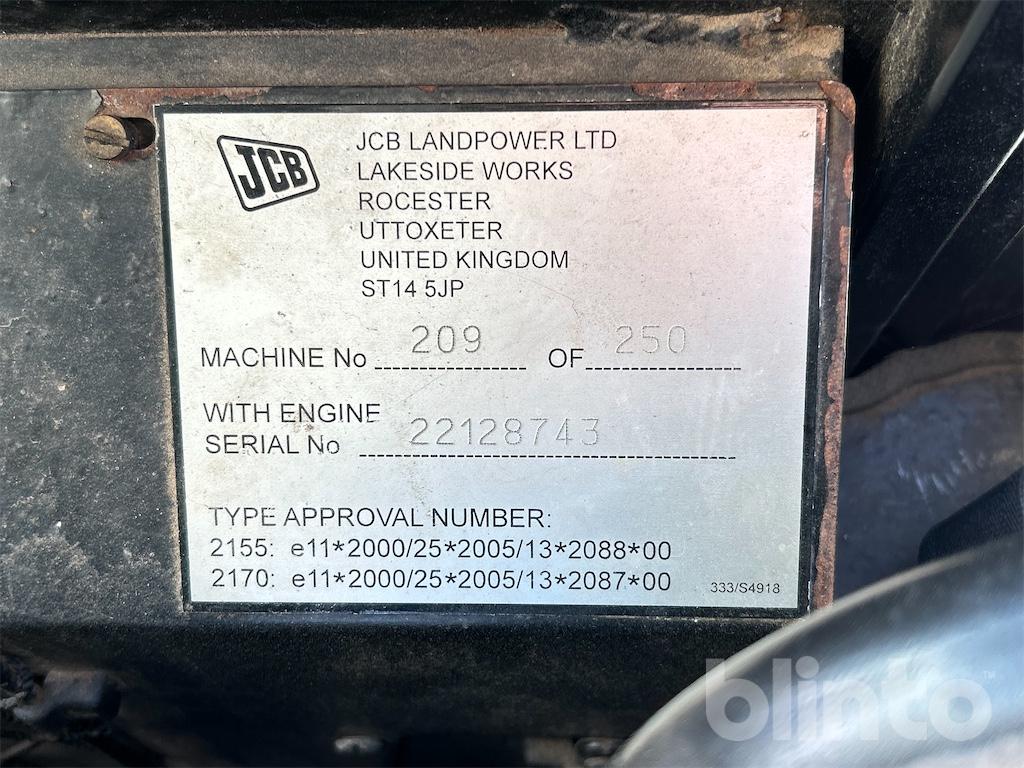 JCB
JCB LANDPOWER LTD
LAKESIDE WORKS
ROCESTER
UTTOXETER
UNITED KINGDOM
ST14 5JP
MACHINE No 209 OF 250
WITH ENGINE
SERIAL No 22128743
TYPE APPROVAL NUMBER:
2155: e11*2000/25*2005/13*2088*00
2170: e11*2000/25*2005/13*2087*00
333/S4918
blinto™